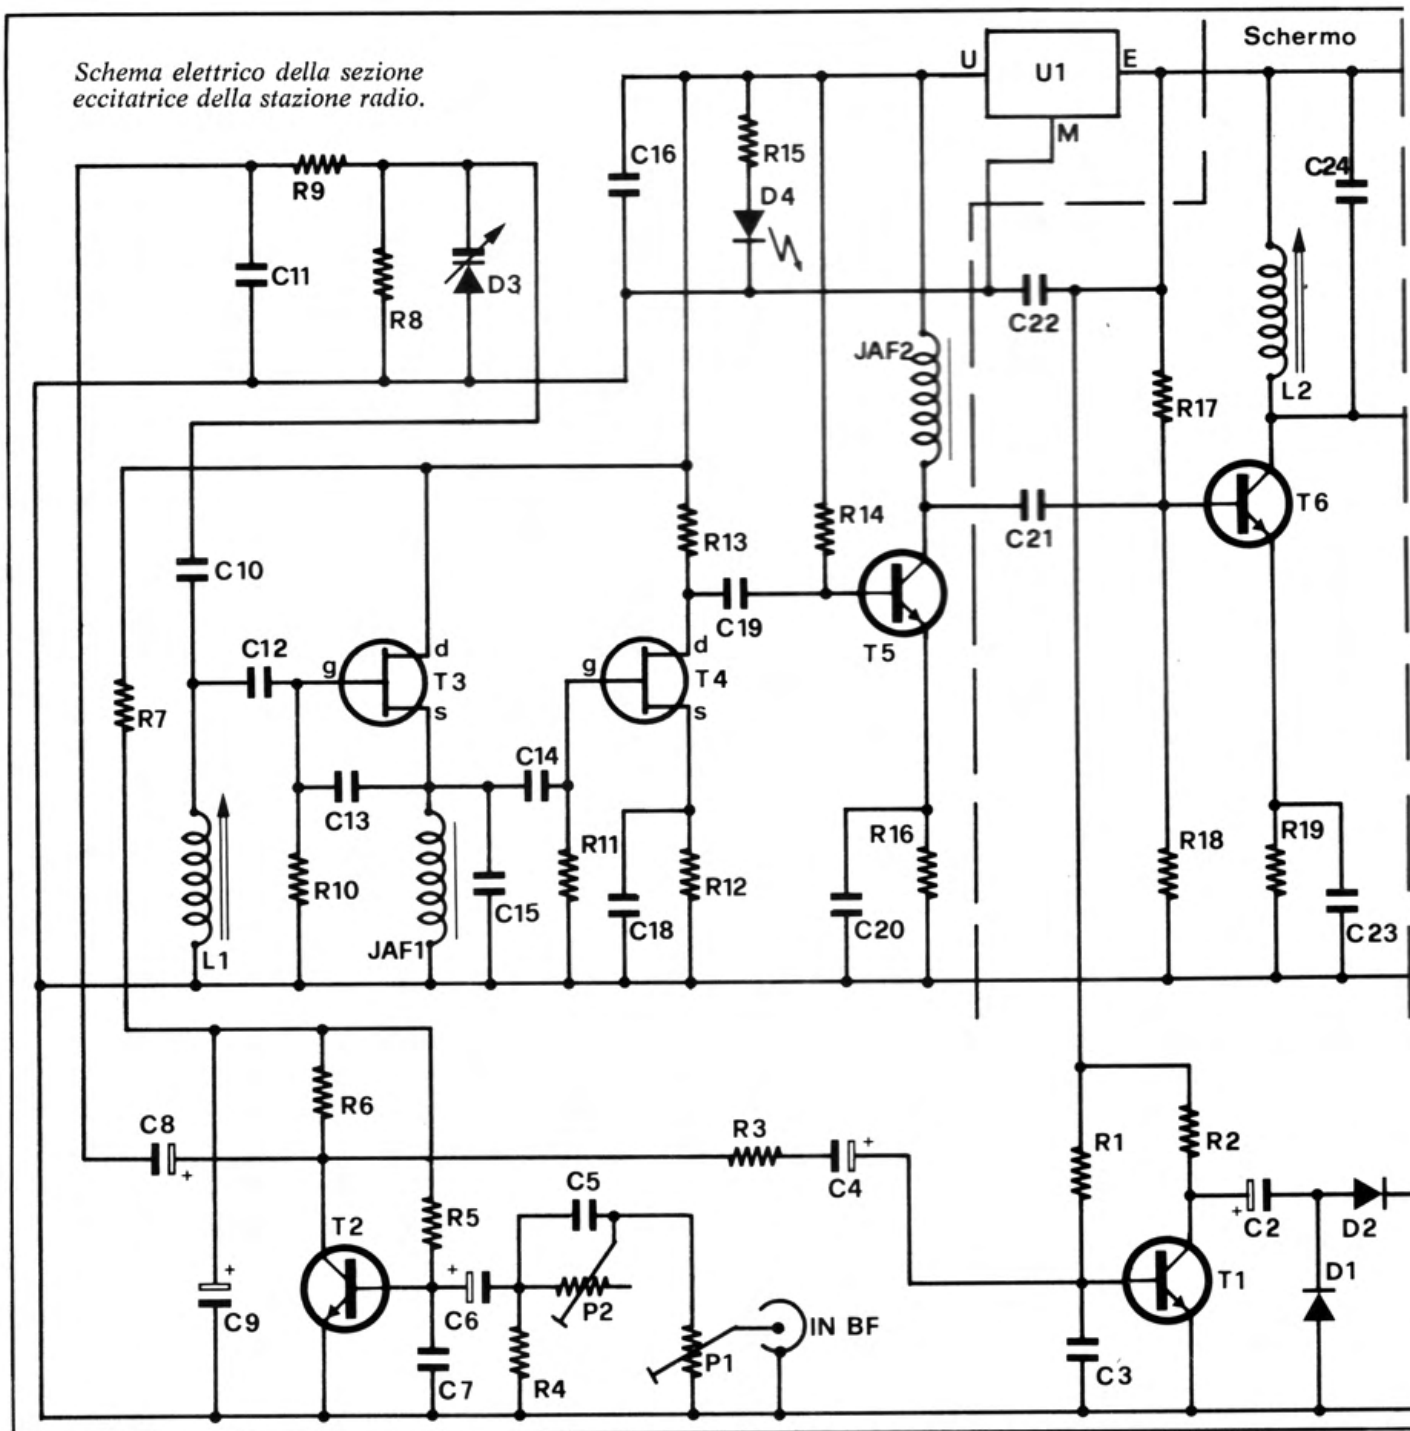 Schema elettrico della sezione
eccitatrice della stazione radio.
Schermo
U
U1
E
M
C16
R15
D4
C24
R9
C11
R8
D3
C22
JAF2
L2
R17
T6
C10
R13
R14
C21
C19
T5
C12
g
d
T3
s
g
d
T4
s
R7
C14
C13
R11
R16
R18
R19
R10
C15
R12
L1
JAF1
C18
C20
C23
R6
C8
+
R3
C4
+
R1
R2
C5
R5
T2
+
C2
D2
+
C9
+
C6
P2
T1
D1
IN BF
P1
C7
R4
C3